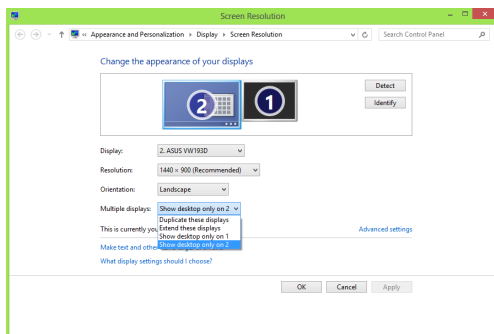 Screen Resolution
« Appearance and Personalization ▸ Display ▸ Screen Resolution
Search Control Panel
Change the appearance of your displays
2
1
Detect
Identify
Display: 2. ASUS VW193D
Resolution: 1440 × 900 (Recommended)
Orientation: Landscape
Multiple displays: Show desktop only on 2
Duplicate these displays
This is currently you Extend these displays Advanced settings
Show desktop only on 1
Make text and othe Show desktop only on 2
What display settings should I choose?
OK Cancel Apply